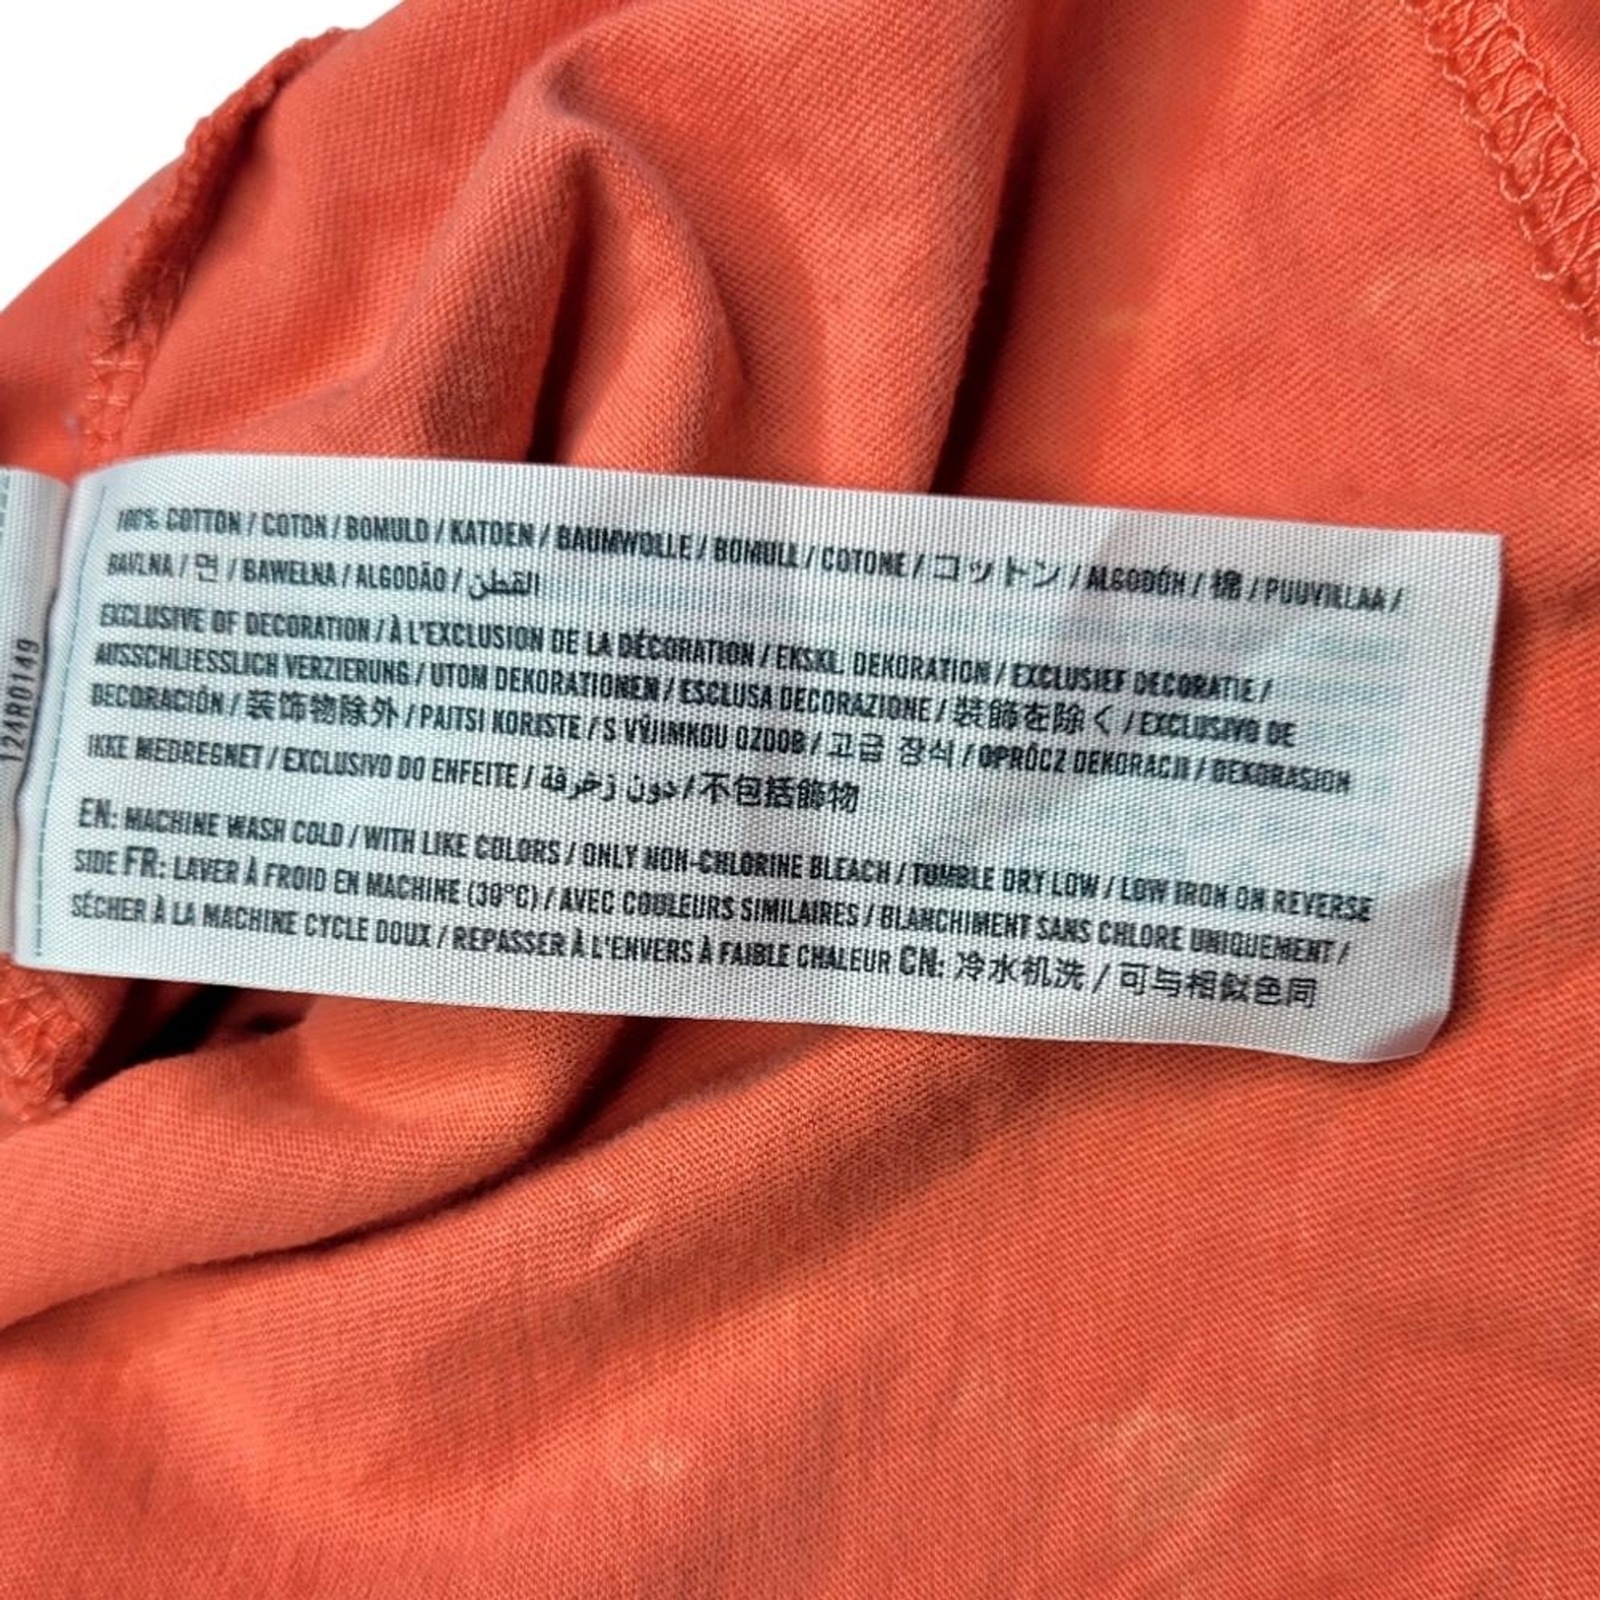 100% COTTON / COTON / BOMULD / KATOEN / BAUMWOLLE / BOMULL / COTONE / コットン / ALGODÓN / 棉 / PUUVILLAA /
BAVLNA / 면 / BAWEŁNA / ALGODÃO / القطن
EXCLUSIVE OF DECORATION / À L'EXCLUSION DE LA DÉCORATION / EKSKL. DEKORATION / EXCLUSIEF DECORATIE /
AUSSCHLIESSLICH VERZIERUNG / UTOM DEKORATIONEN / ESCLUSA DECORAZIONE / 装飾を除く / EXCLUSIVO DE
DECORACIÓN / 装饰物除外 / PAITSI KORISTE / S VÝJIMKOU OZDOB / 고급 장식 / OPRÓCZ DEKORACJI / DEKORASJON
IKKE MEDREGNET / EXCLUSIVO DO ENFEITE / دون زخرفة / 不包括飾物
EN: MACHINE WASH COLD / WITH LIKE COLORS / ONLY NON-CHLORINE BLEACH / TUMBLE DRY LOW / LOW IRON ON REVERSE
SIDE FR: LAVER À FROID EN MACHINE (30°C) / AVEC COULEURS SIMILAIRES / BLANCHIMENT SANS CHLORE UNIQUEMENT /
SÉCHER À LA MACHINE CYCLE DOUX / REPASSER À L'ENVERS À FAIBLE CHALEUR CN: 冷水机洗 / 可与相似色同
124R0149